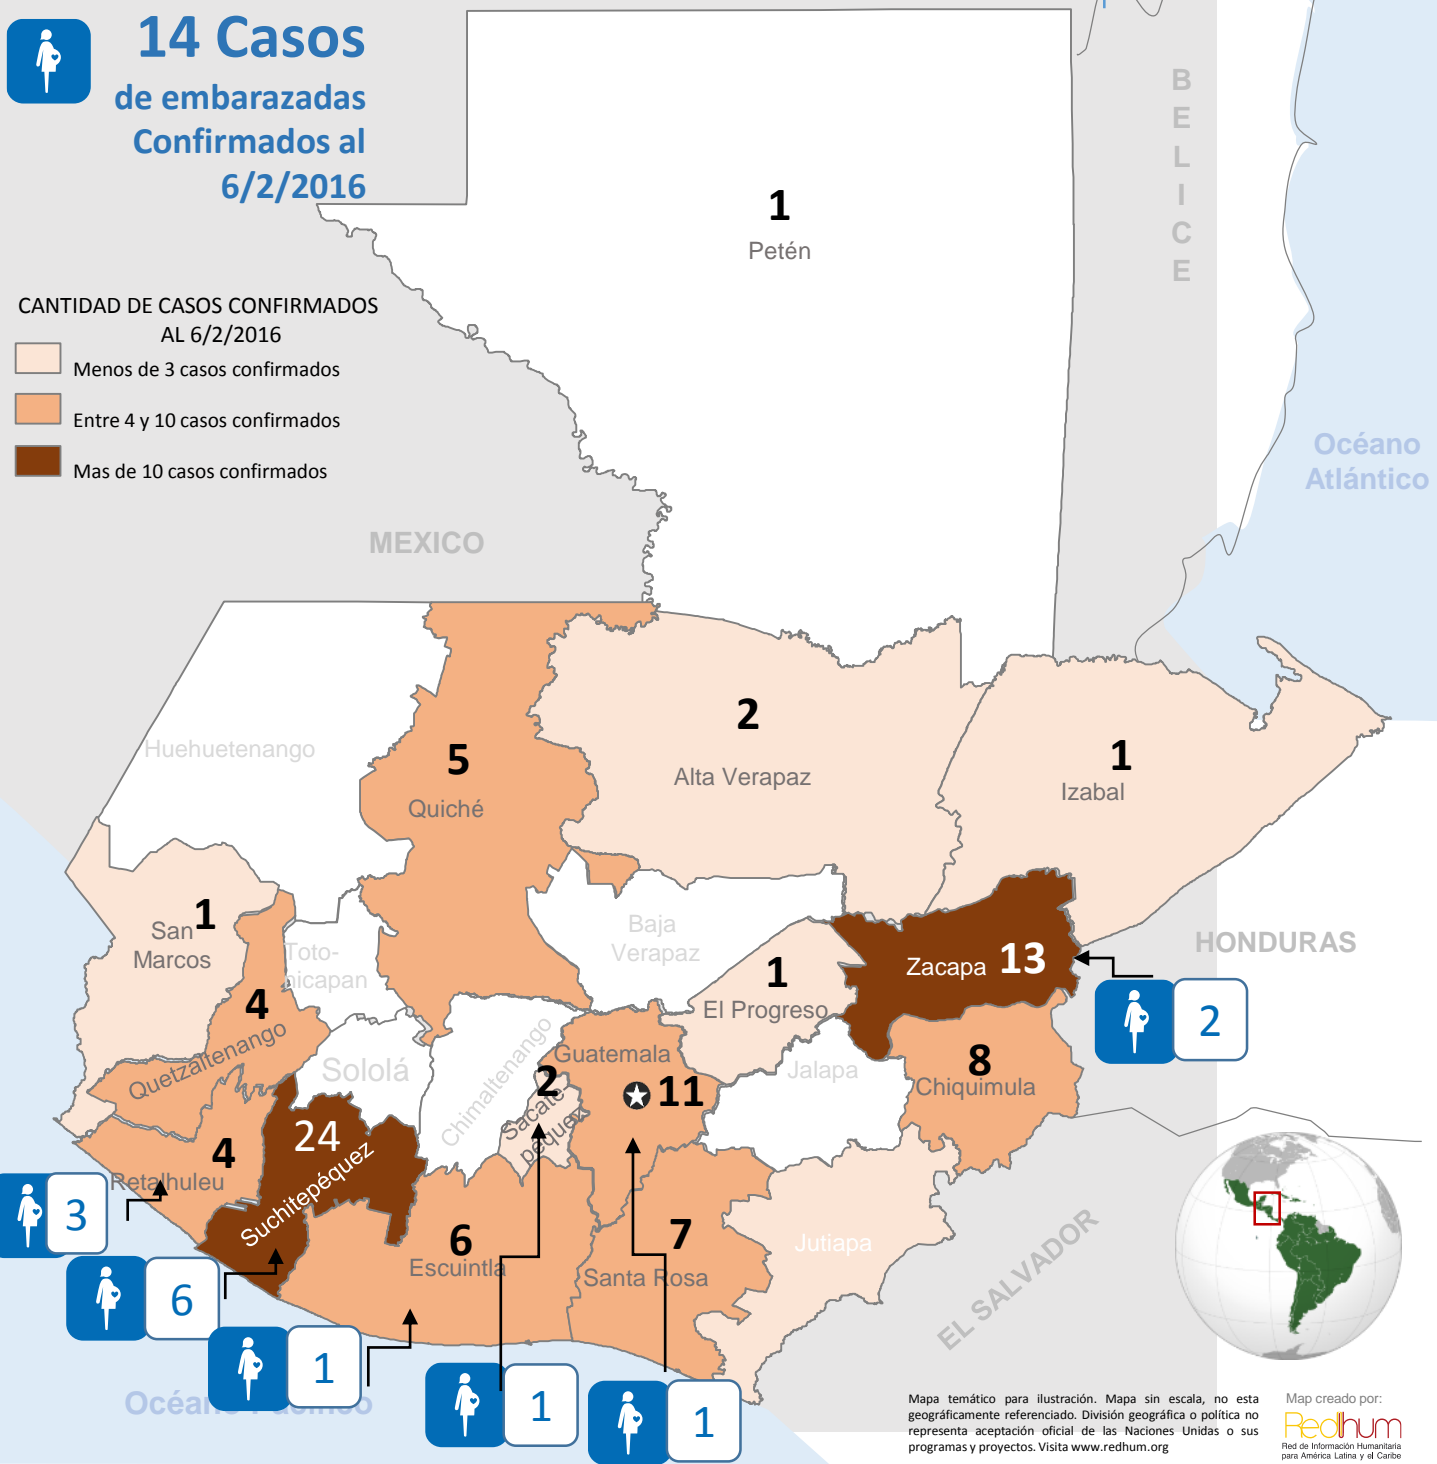 14 Casos
de embarazadas
Confirmados al
6/2/2016
CANTIDAD DE CASOS CONFIRMADOS
AL 6/2/2016
Menos de 3 casos confirmados
Entre 4 y 10 casos confirmados
Mas de 10 casos confirmados
BELICE
1
Petén
Océano
Atlántico
MEXICO
Huehuetenango
5
Quiché
2
Alta Verapaz
1
Izabal
1
San
Marcos
Toto-
nicapan
Baja
Verapaz
HONDURAS
Zacapa 13
2
1
El Progreso
4
Quetzaltenango
Sololá
Chimaltenango
Guatemala
11
2
Sacate-
péquez
Jalapa
8
Chiquimula
4
Retalhuleu
24
Suchitepéquez
3
6
Escuintla
7
Santa Rosa
Jutiapa
EL SALVADOR
6
1
1
1
Océano Pacífico
Mapa temático para ilustración. Mapa sin escala, no esta
geográficamente referenciado. División geográfica o política no
representa aceptación oficial de las Naciones Unidas o sus
programas y proyectos. Visita www.redhum.org
Map creado por:
Redhum
Red de Información Humanitaria
para América Latina y el Caribe